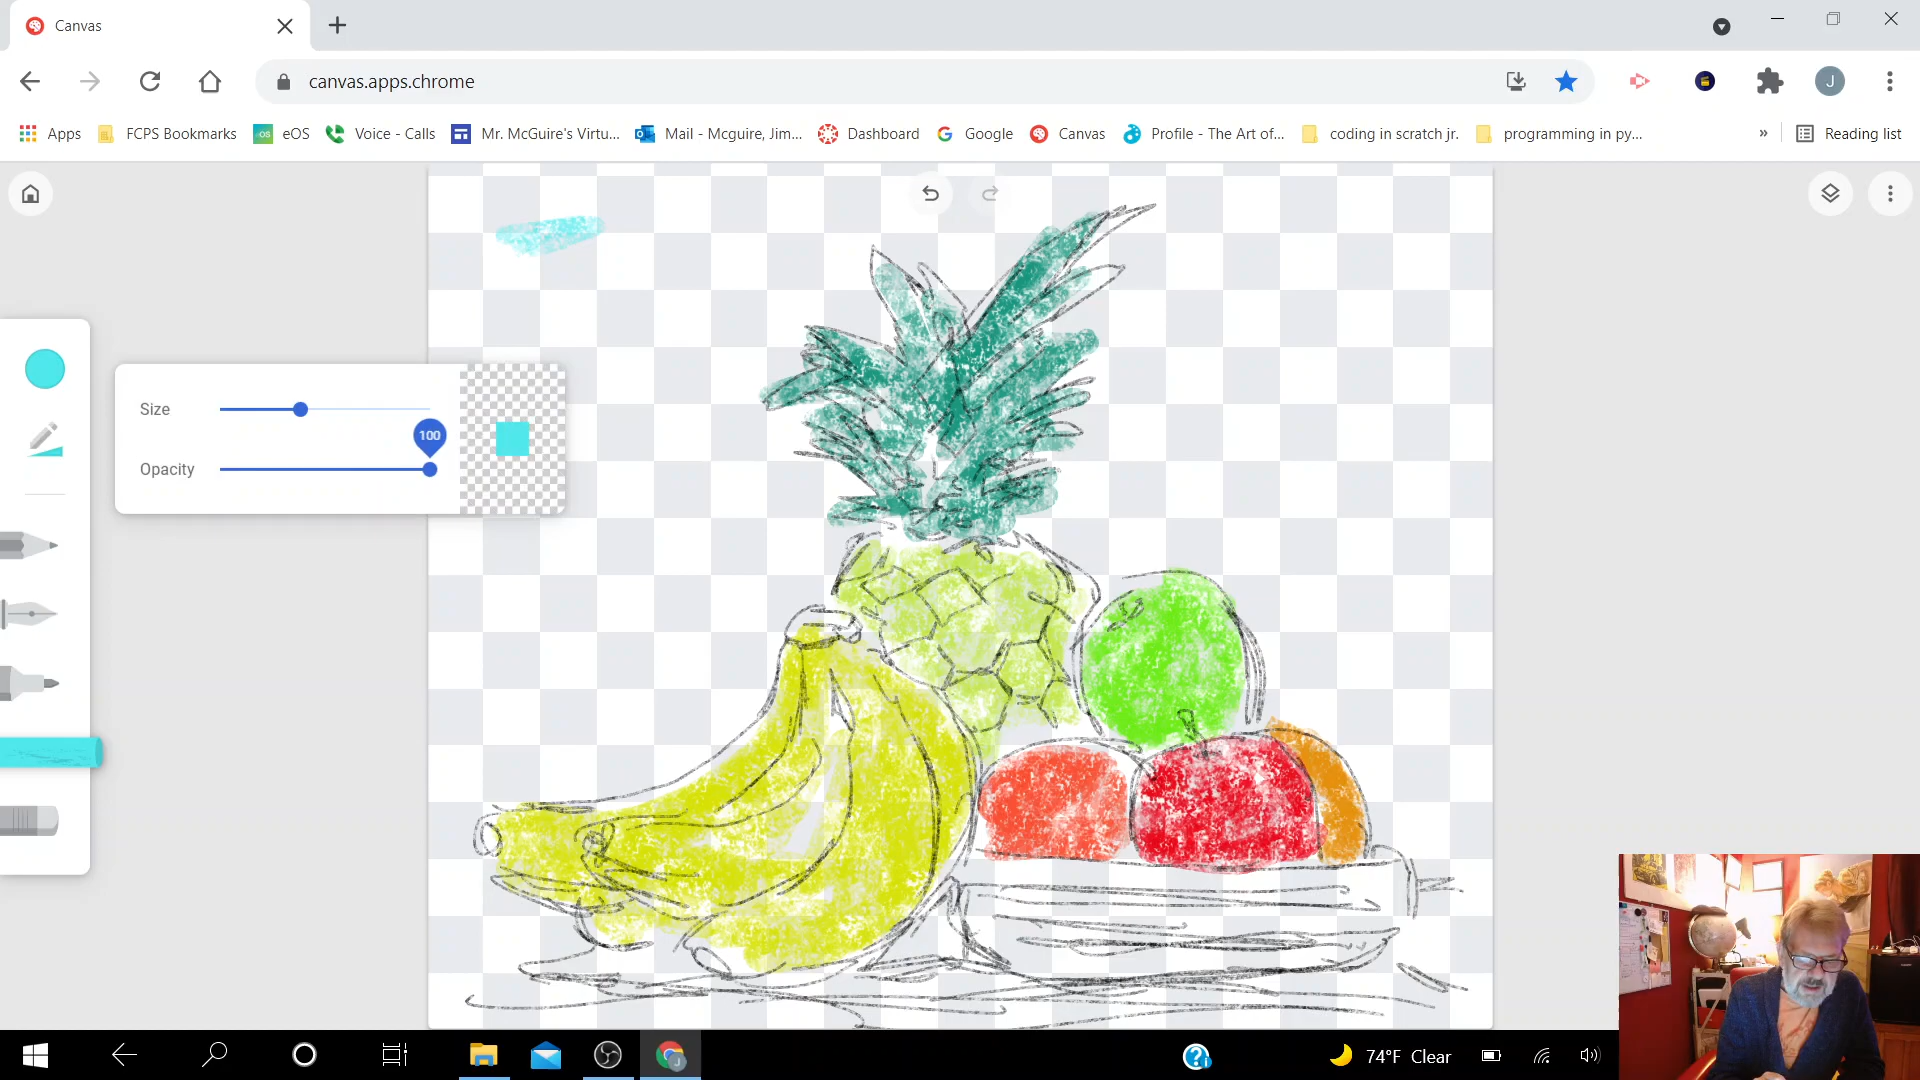 Canvas
canvas.apps.chrome
J
Apps FCPS Bookmarks eOS Voice - Calls Mr. McGuire's Virtu... Mail - Mcguire, Jim... Dashboard Google Canvas Profile - The Art of... coding in scratch jr. programming in py... » Reading list
Size
100
Opacity
74°F Clear